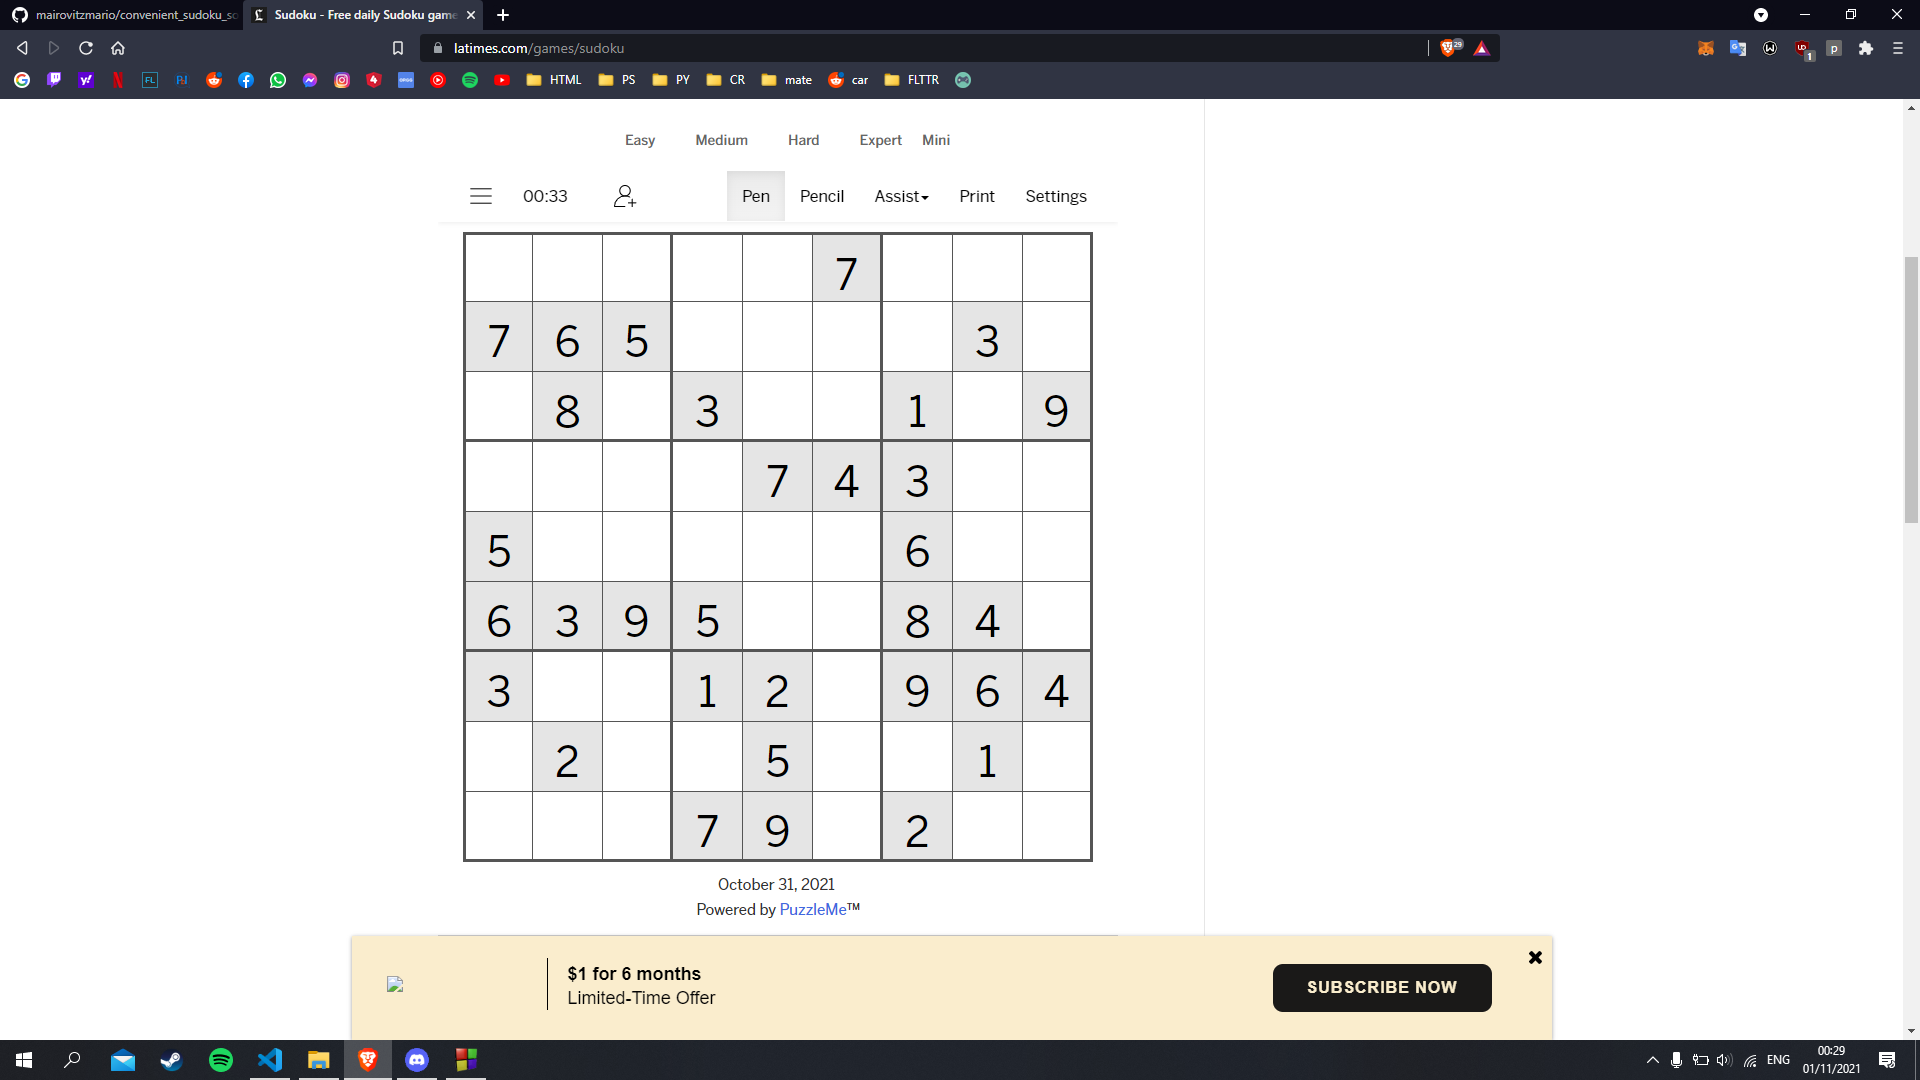 mairovitzmario/convenient_sudoku_so
Sudoku - Free daily Sudoku game
latimes.com/games/sudoku
29
1
HTML PS PY CR mate car FLTTR
Easy Medium Hard Expert Mini
00:33 Pen Pencil Assist Print Settings
7
7 6 5 3
8 3 1 9
7 4 3
5 6
6 3 9 5 8 4
3 1 2 9 6 4
2 5 1
7 9 2
October 31, 2021
Powered by PuzzleMe™
$1 for 6 months
Limited-Time Offer
SUBSCRIBE NOW
ENG
00:29
01/11/2021